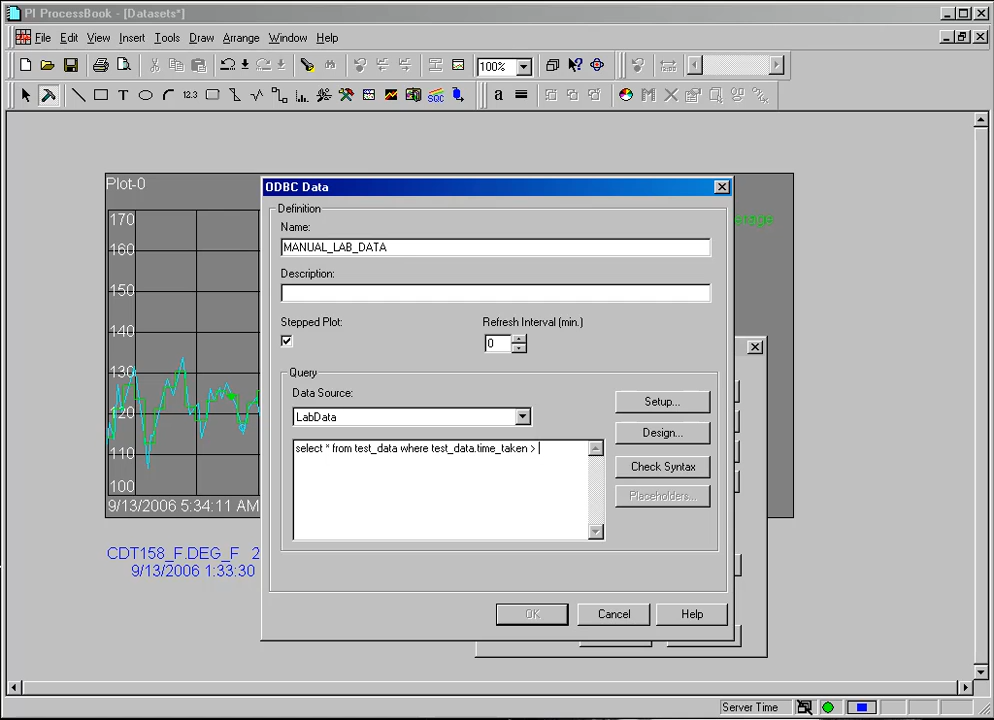 PI ProcessBook - [Datasets*]
File Edit View Insert Tools Draw Arrange Window Help
100%
T 12.3 SQC a
Plot-0
170
160
150
140
130
120
110
100
9/13/2006 5:34:11 AM
CDT158_F.DEG_F 2
9/13/2006 1:33:30
erage
ODBC Data
Definition
Name:
MANUAL_LAB_DATA
Description:
Stepped Plot:
Refresh Interval (min.)
0
Query
Data Source:
LabData
select * from test_data where test_data.time_taken >
Setup...
Design...
Check Syntax
Placeholders...
OK
Cancel
Help
Server Time